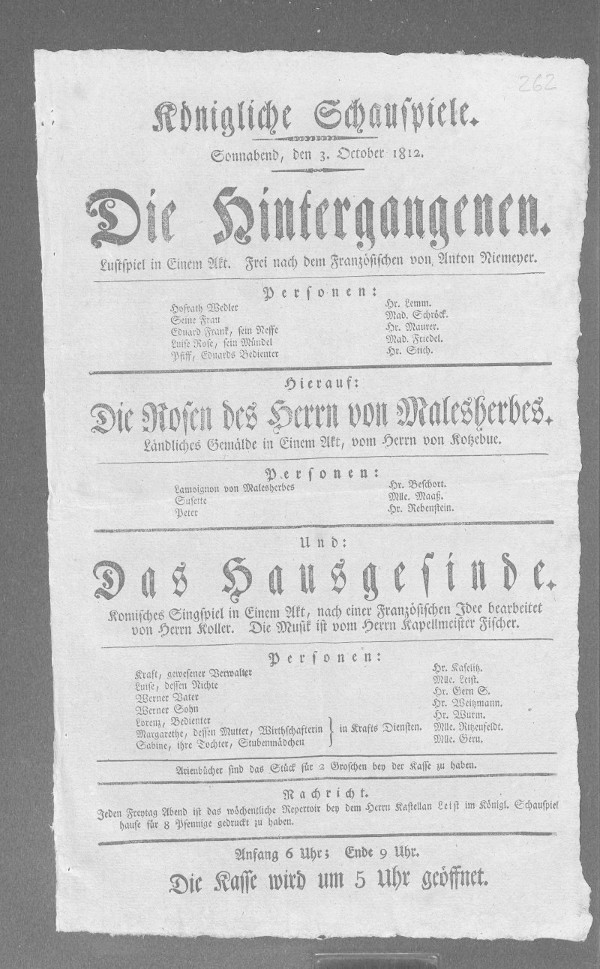 262
Königliche Schauspiele.
Sonnabend, den 3. October 1812.
Die Hintergangenen.
Lustspiel in Einem Akt. Frei nach dem Französischen von Anton Niemeyer.
Personen:
Hofrath Wedler Hr. Lemm.
Seine Frau Mad. Schröck.
Eduard Frank, sein Neffe Hr. Maurer.
Luise Rose, sein Mündel Mad. Friedel.
Pfiff, Eduards Bedienter Hr. Stich.
Hierauf:
Die Rosen des Herrn von Malesherbes.
Ländliches Gemälde in Einem Akt, vom Herrn von Kotzebue.
Personen:
Lamoignon von Malesherbes Hr. Beschort.
Susette Mlle. Maaß.
Peter Hr. Rebenstein.
Und:
Das Hausgesinde.
Komisches Singspiel in Einem Akt, nach einer Französischen Idee bearbeitet
von Herrn Koller. Die Musik ist vom Herrn Kapellmeister Fischer.
Personen:
Kraft, gewesener Verwalter Hr. Kaselitz.
Luise, dessen Nichte Mlle. Leist.
Werner Vater Hr. Gern S.
Werner Sohn Hr. Weitzmann.
Lorenz, Bedienter Hr. Wurm.
Margarethe, dessen Mutter, Wirthschafterin } in Krafts Diensten. Mlle. Ritzenfeldt.
Sabine, ihre Tochter, Stubenmädchen Mlle. Gern.
Arienbücher sind das Stück für 2 Groschen bey der Kasse zu haben.
Nachricht.
Jeden Freytag Abend ist das wöchentliche Repertoir bey dem Herrn Kastellan Leist im Königl. Schauspiel
hause für 8 Pfennige gedruckt zu haben.
Anfang 6 Uhr; Ende 9 Uhr.
Die Kasse wird um 5 Uhr geöffnet.